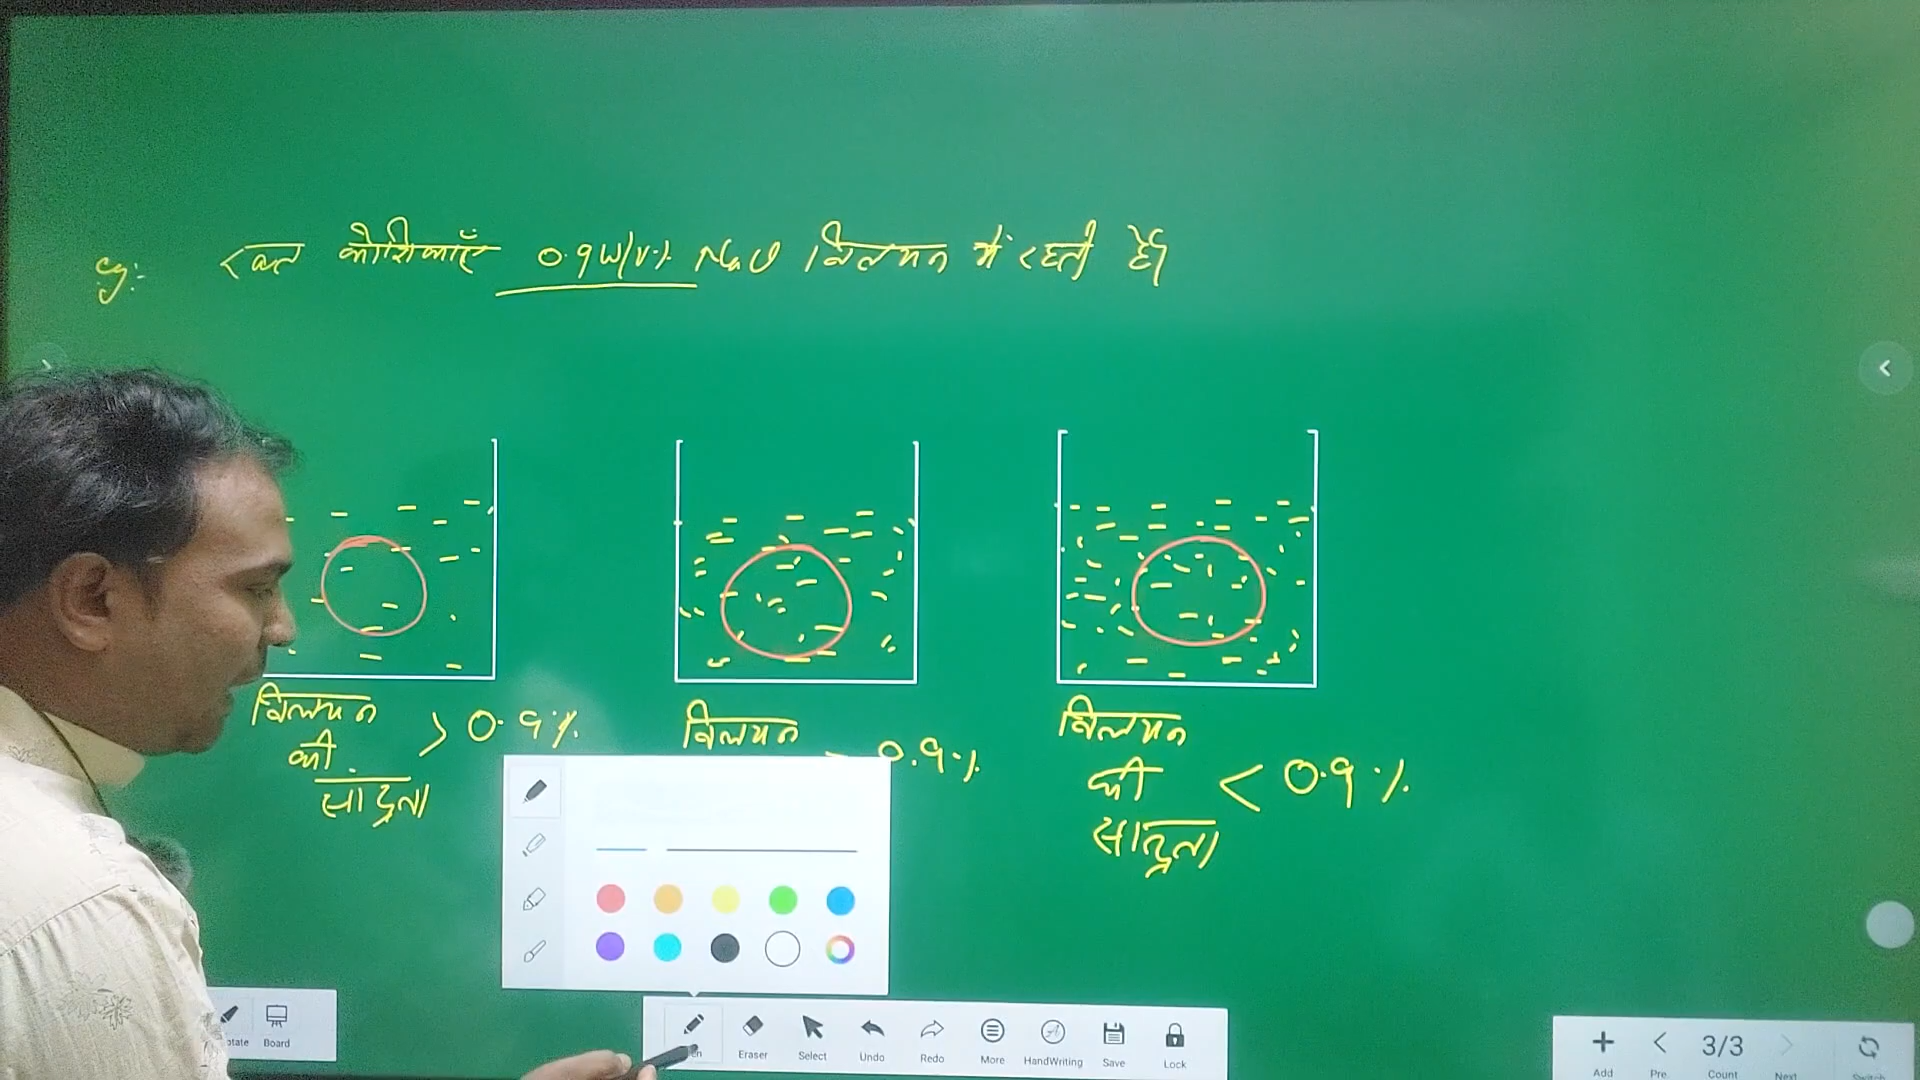 eg:- रक्त कोशिकाएँ 0.9 W/V% NaCl विलयन में रहती हैं
विलयन की सांद्रता > 0.9%
विलयन 0.9%
विलयन की सांद्रता < 0.9%
Board
Eraser
Select
Undo
Redo
More
HandWriting
Save
Lock
Add
Pre
3/3
Count
Next